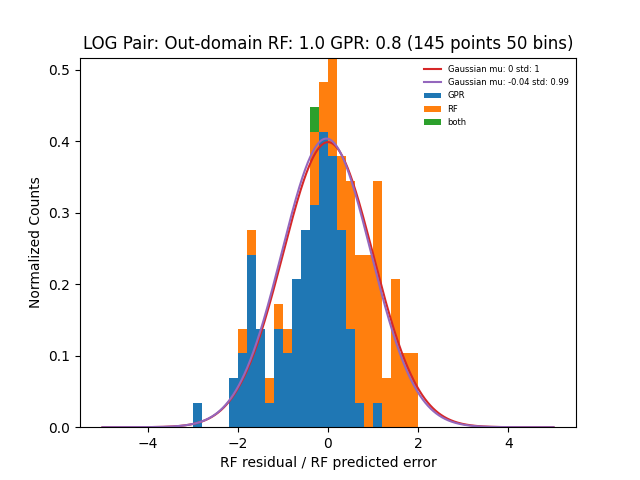 LOG Pair: Out-domain RF: 1.0 GPR: 0.8 (145 points 50 bins)
Gaussian mu: 0 std: 1
Gaussian mu: -0.04 std: 0.99
GPR
RF
both
Normalized Counts
0.5
0.4
0.3
0.2
0.1
0.0
−4 −2 0 2 4
RF residual / RF predicted error